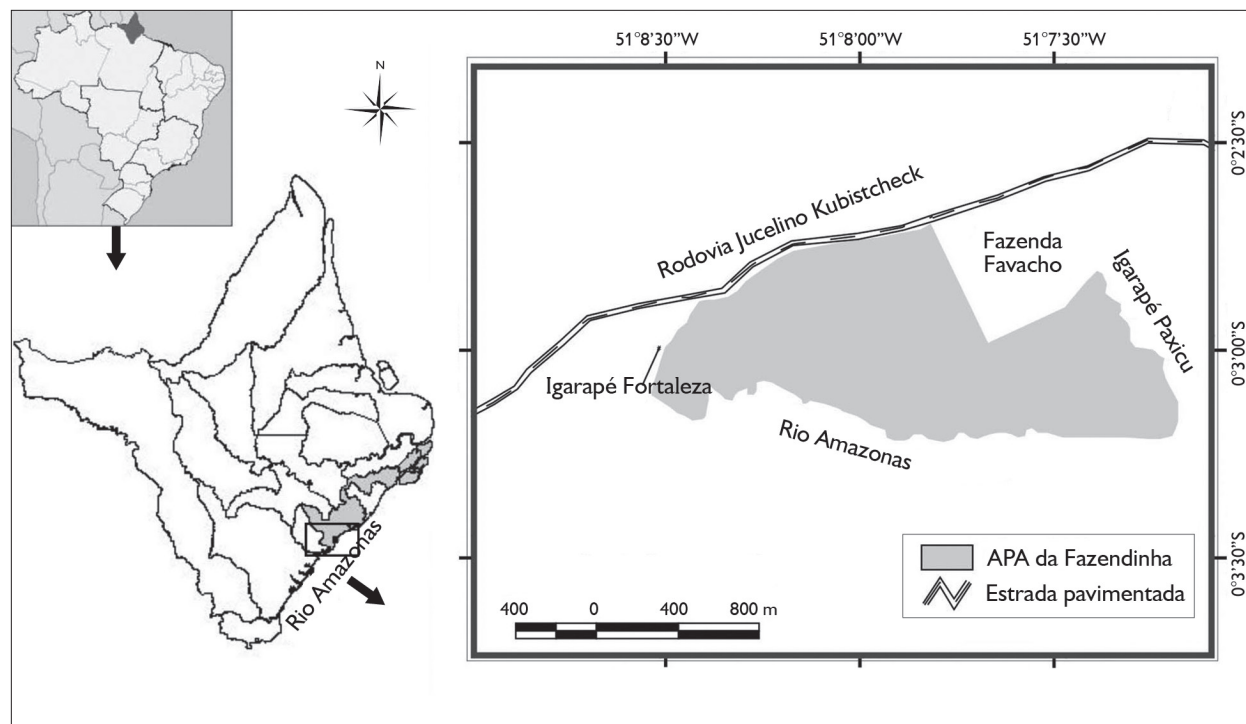 N
Rio Amazonas
51°8'30"W
51°8'00"W
51°7'30"W
0°2'30"S
0°3'00"S
0°3'30"S
Rodovia Jucelino Kubistcheck
Fazenda
Favacho
Igarapé Paxicu
Igarapé Fortaleza
Rio Amazonas
APA da Fazendinha
Estrada pavimentada
400 0 400 800 m